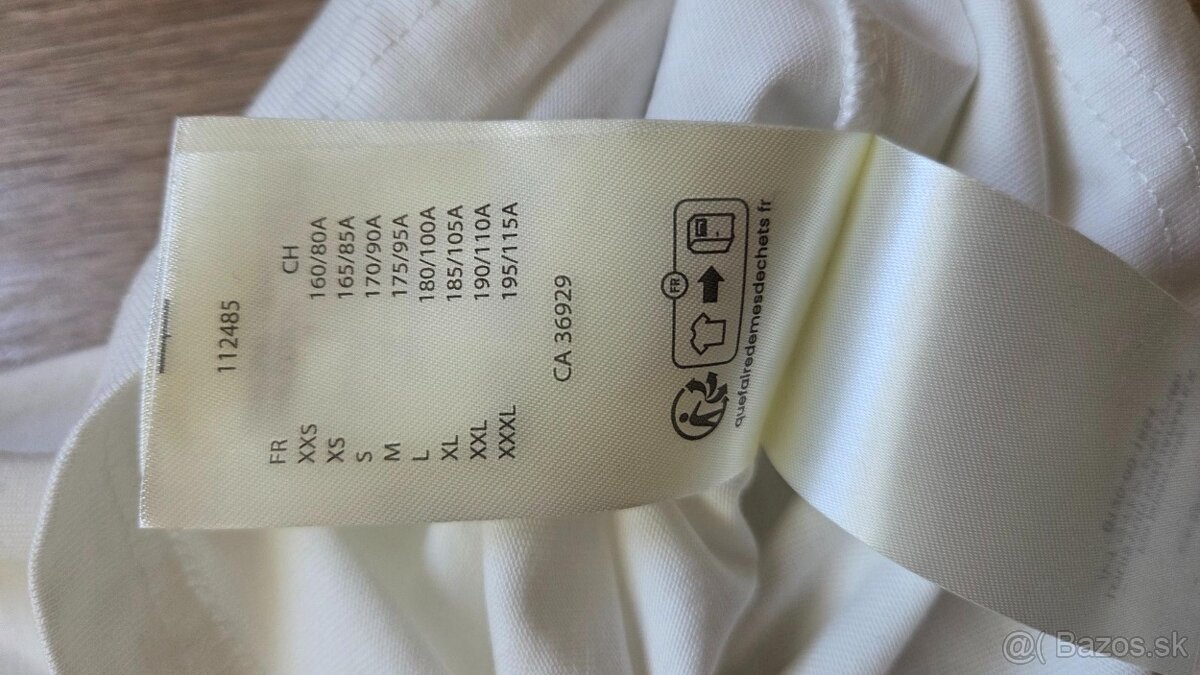 112485
FR CH
XXS 160/80A
XS 165/85A
S 170/90A
M 175/95A
L 180/100A
XL 185/105A
XXL 190/110A
XXXL 195/115A
CA 36929
FR
quefairedemesdechets.fr
@( Bazos.sk